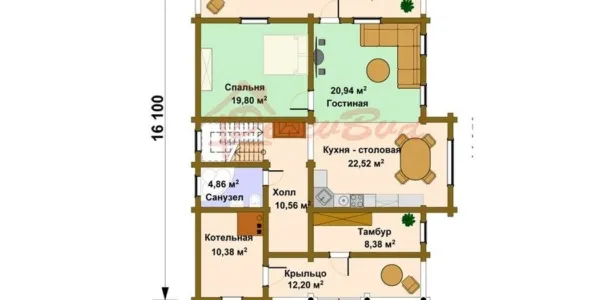 Спальня
19,80 м²
20,94 м²
Гостиная
16 100
Кухня - столовая
22,52 м²
4,86 м²
Санузел
Холл
10,56 м²
Котельная
10,38 м²
Тамбур
8,38 м²
Крыльцо
12,20 м²